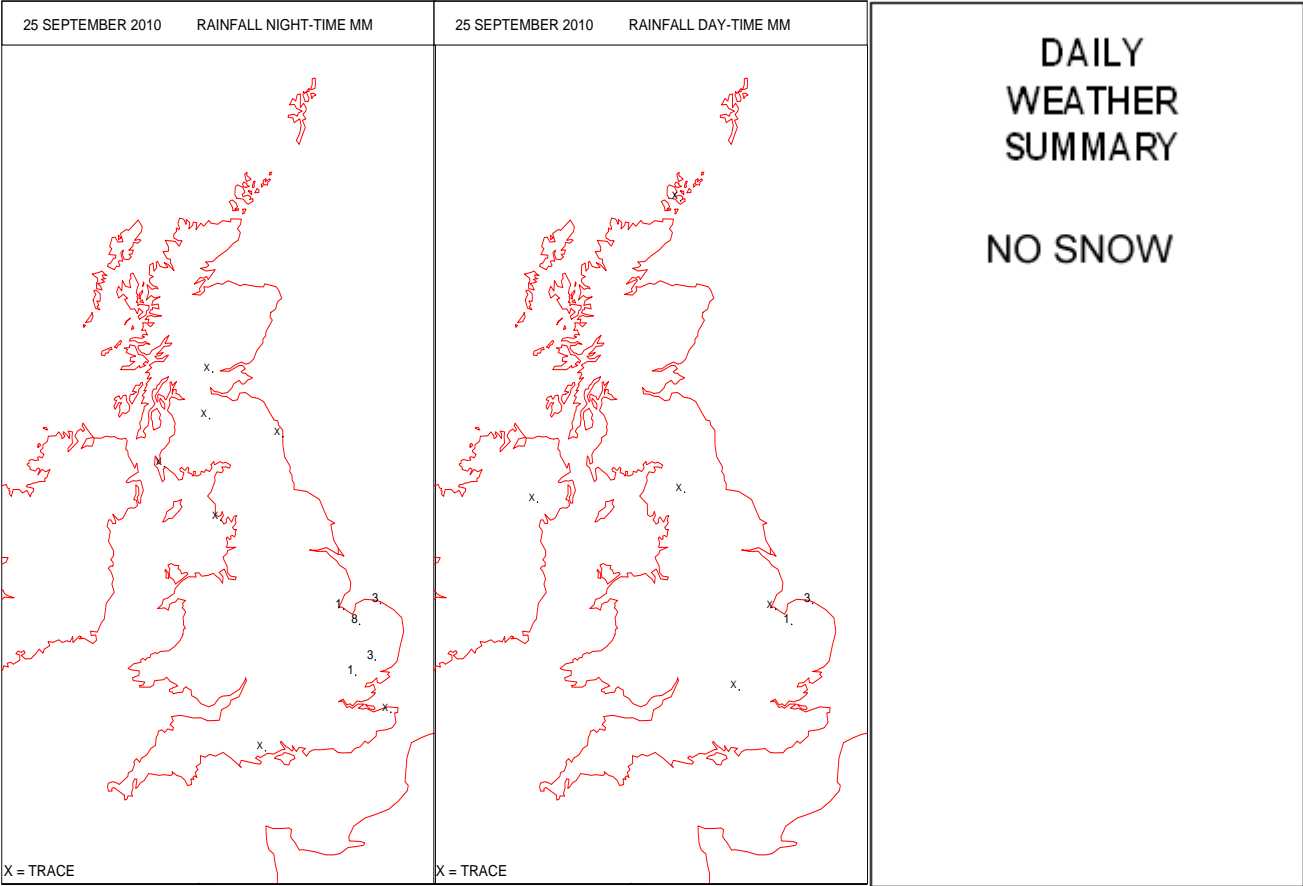 25 SEPTEMBER 2010 RAINFALL NIGHT-TIME MM
X.
X.
X.
X.
X.
1.
3.
8.
3.
1.
X.
X.
X = TRACE
25 SEPTEMBER 2010 RAINFALL DAY-TIME MM
X.
X.
X.
X.
3.
1.
X.
X = TRACE
DAILY
WEATHER
SUMMARY
NO SNOW